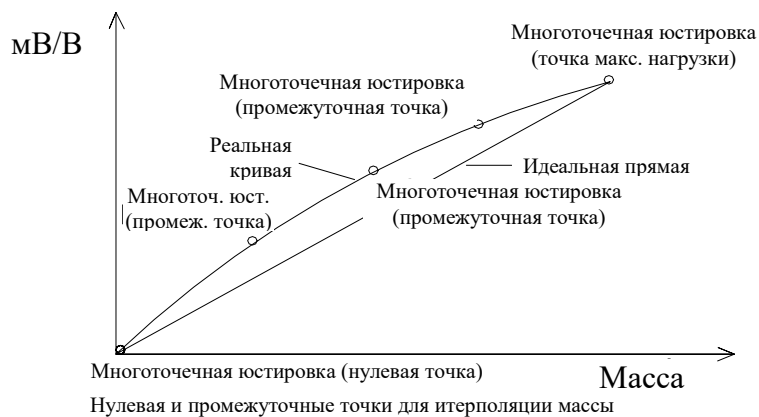 мВ/В
Многоточечная юстировка
(точка макс. нагрузки)
Многоточечная юстировка
(промежуточная точка)
Реальная
кривая
Идеальная прямая
Многоточ. юст.
(промеж. точка)
Многоточечная юстировка
(промежуточная точка)
Многоточечная юстировка (нулевая точка)
Масса
Нулевая и промежуточные точки для итерполяции массы